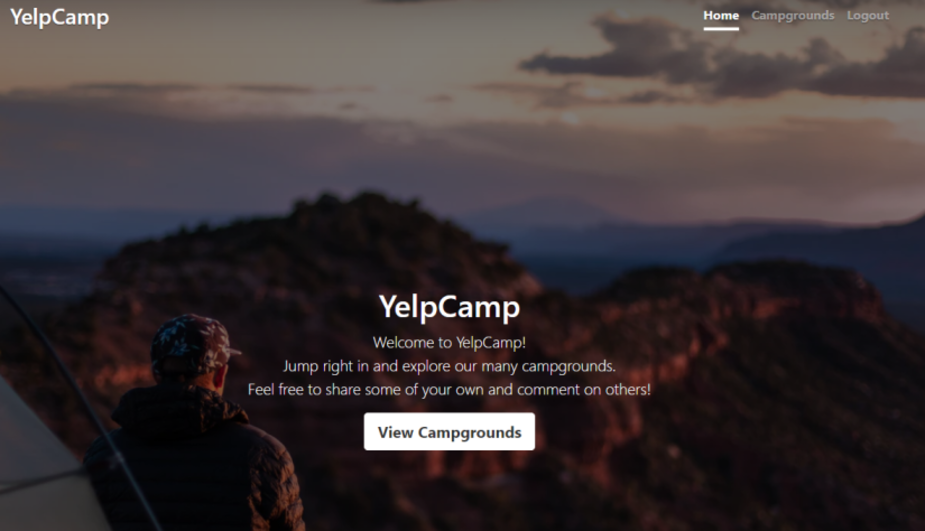 YelpCamp
Home Campgrounds Logout
YelpCamp
Welcome to YelpCamp!
Jump right in and explore our many campgrounds.
Feel free to share some of your own and comment on others!
View Campgrounds